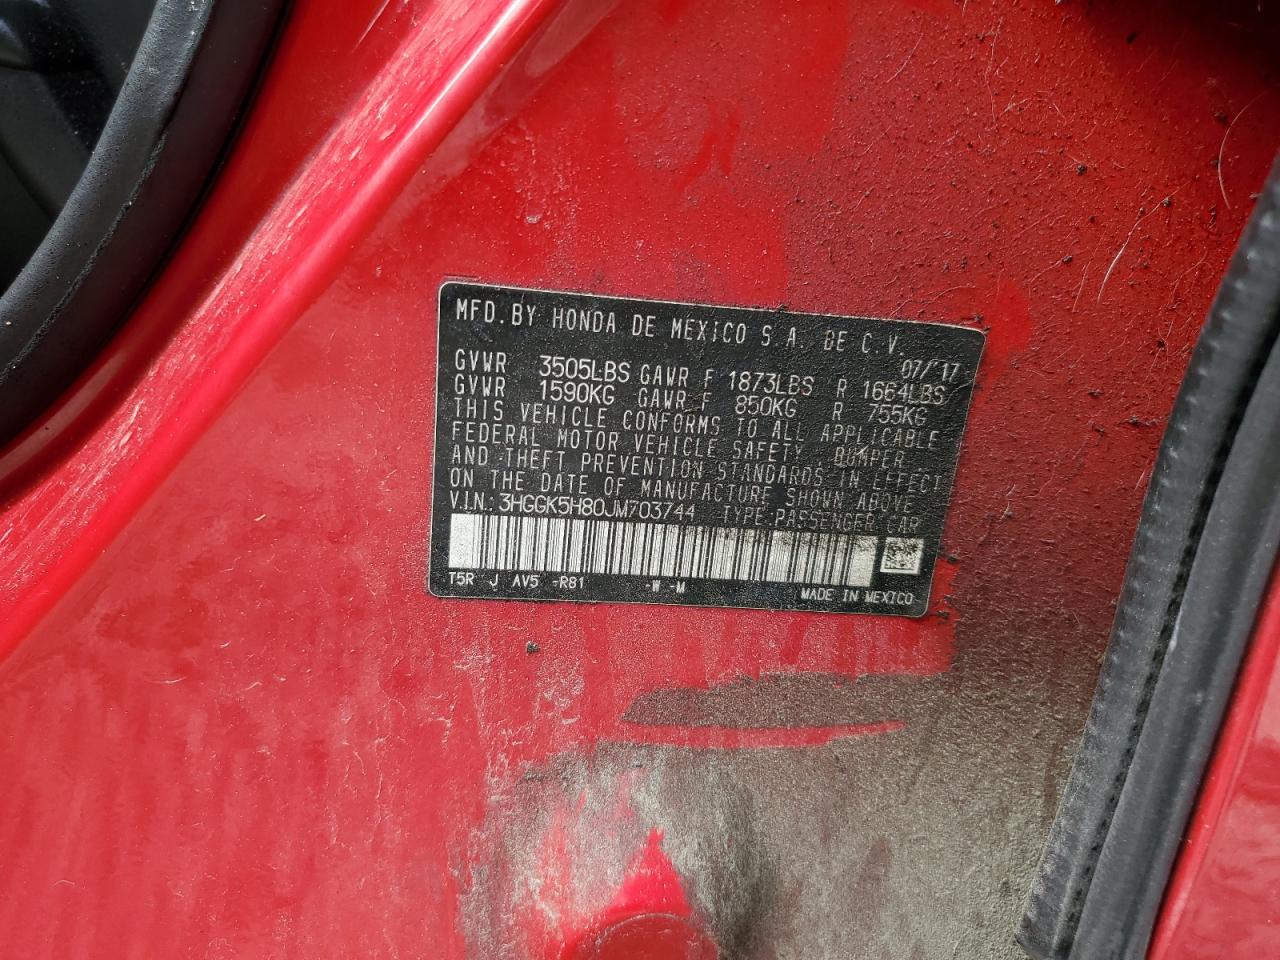 MFD. BY HONDA DE MEXICO S.A. DE C.V.
07/'17
GVWR 3505LBS GAWR F 1873LBS R 1664LBS
GVWR 1590KG GAWR F 850KG R 755KG
THIS VEHICLE CONFORMS TO ALL APPLICABLE
FEDERAL MOTOR VEHICLE SAFETY, BUMPER
AND THEFT PREVENTION STANDARDS IN EFFECT
ON THE DATE OF MANUFACTURE SHOWN ABOVE
V.I.N.: 3HGGK5H80JM703744 TYPE:PASSENGER CAR
T5R J AV5 -R81 -W -M MADE IN MEXICO